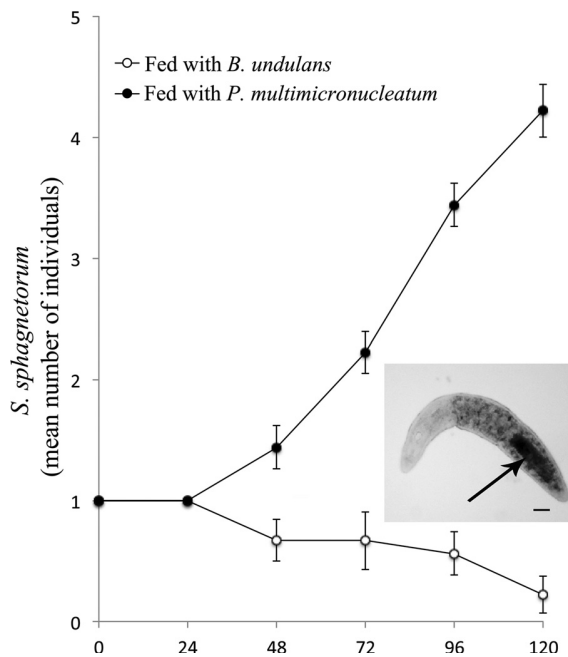 5
Fed with B. undulans
Fed with P. multimicronucleatum
4
3
S. sphagnetorum
(mean number of individuals)
2
1
0
0 24 48 72 96 120